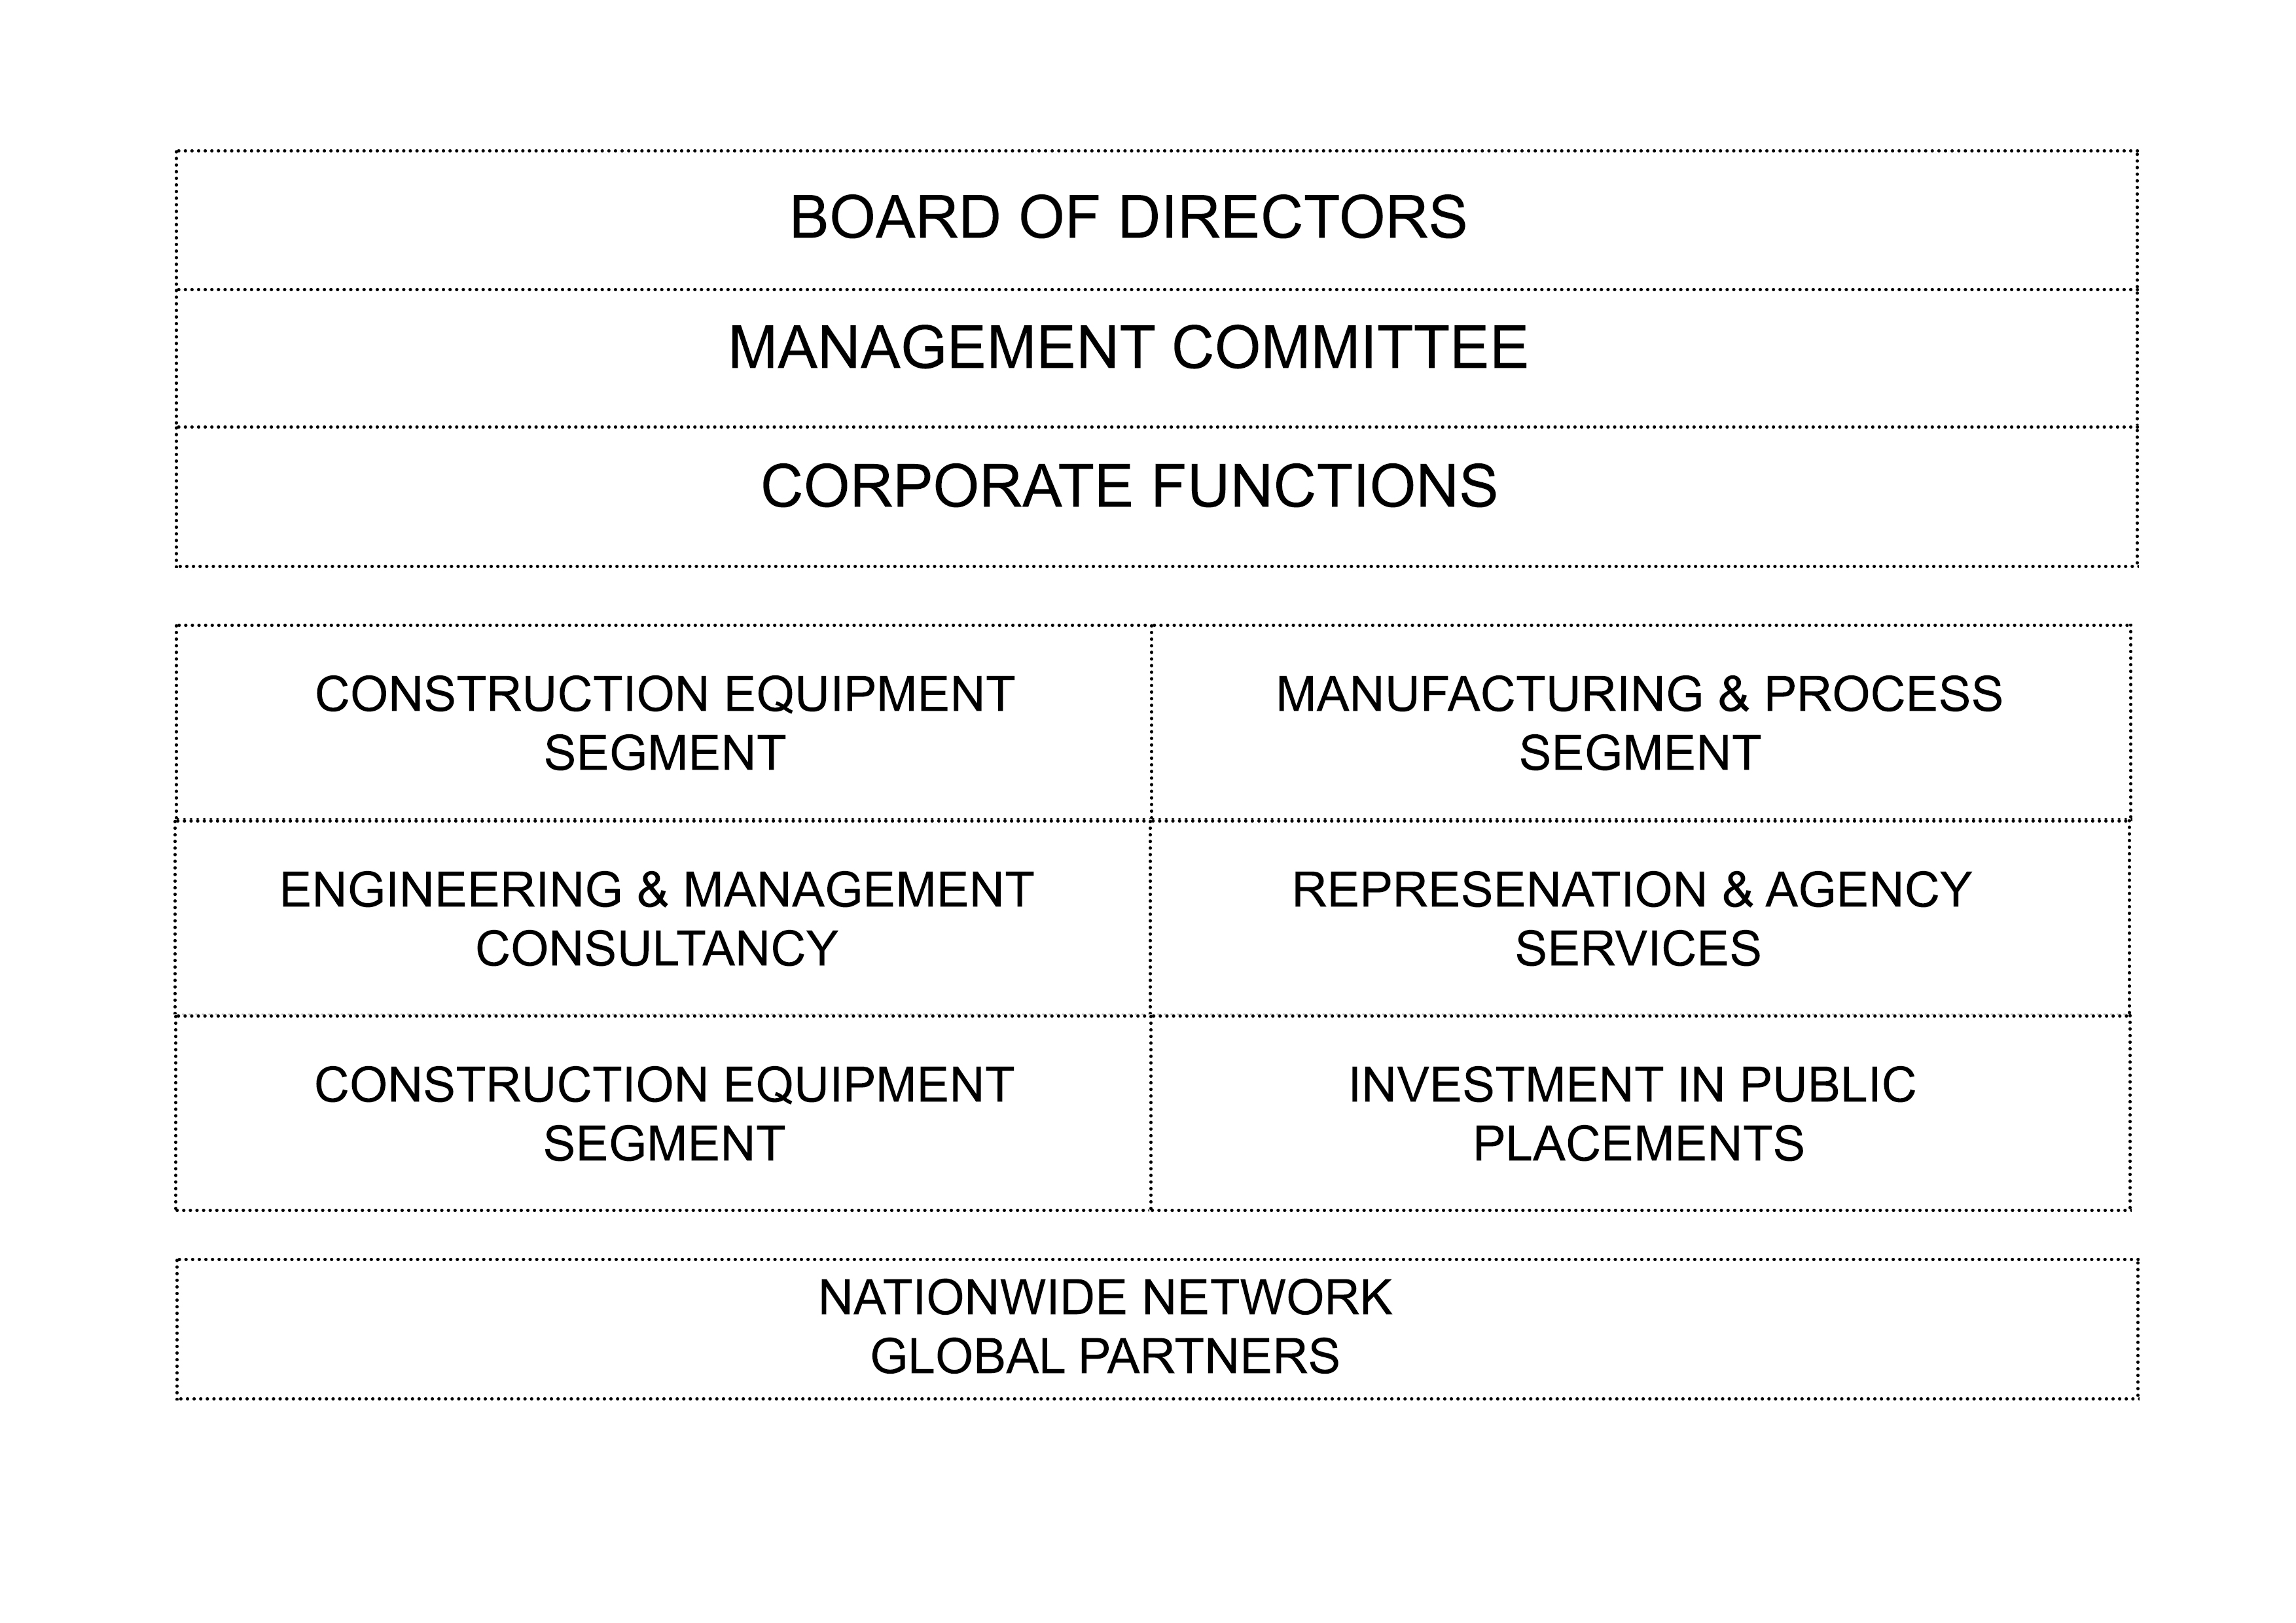 BOARD OF DIRECTORS
MANAGEMENT COMMITTEE
CORPORATE FUNCTIONS
CONSTRUCTION EQUIPMENT
SEGMENT
MANUFACTURING & PROCESS
SEGMENT
ENGINEERING & MANAGEMENT
CONSULTANCY
REPRESENATION & AGENCY
SERVICES
CONSTRUCTION EQUIPMENT
SEGMENT
INVESTMENT IN PUBLIC
PLACEMENTS
NATIONWIDE NETWORK
GLOBAL PARTNERS